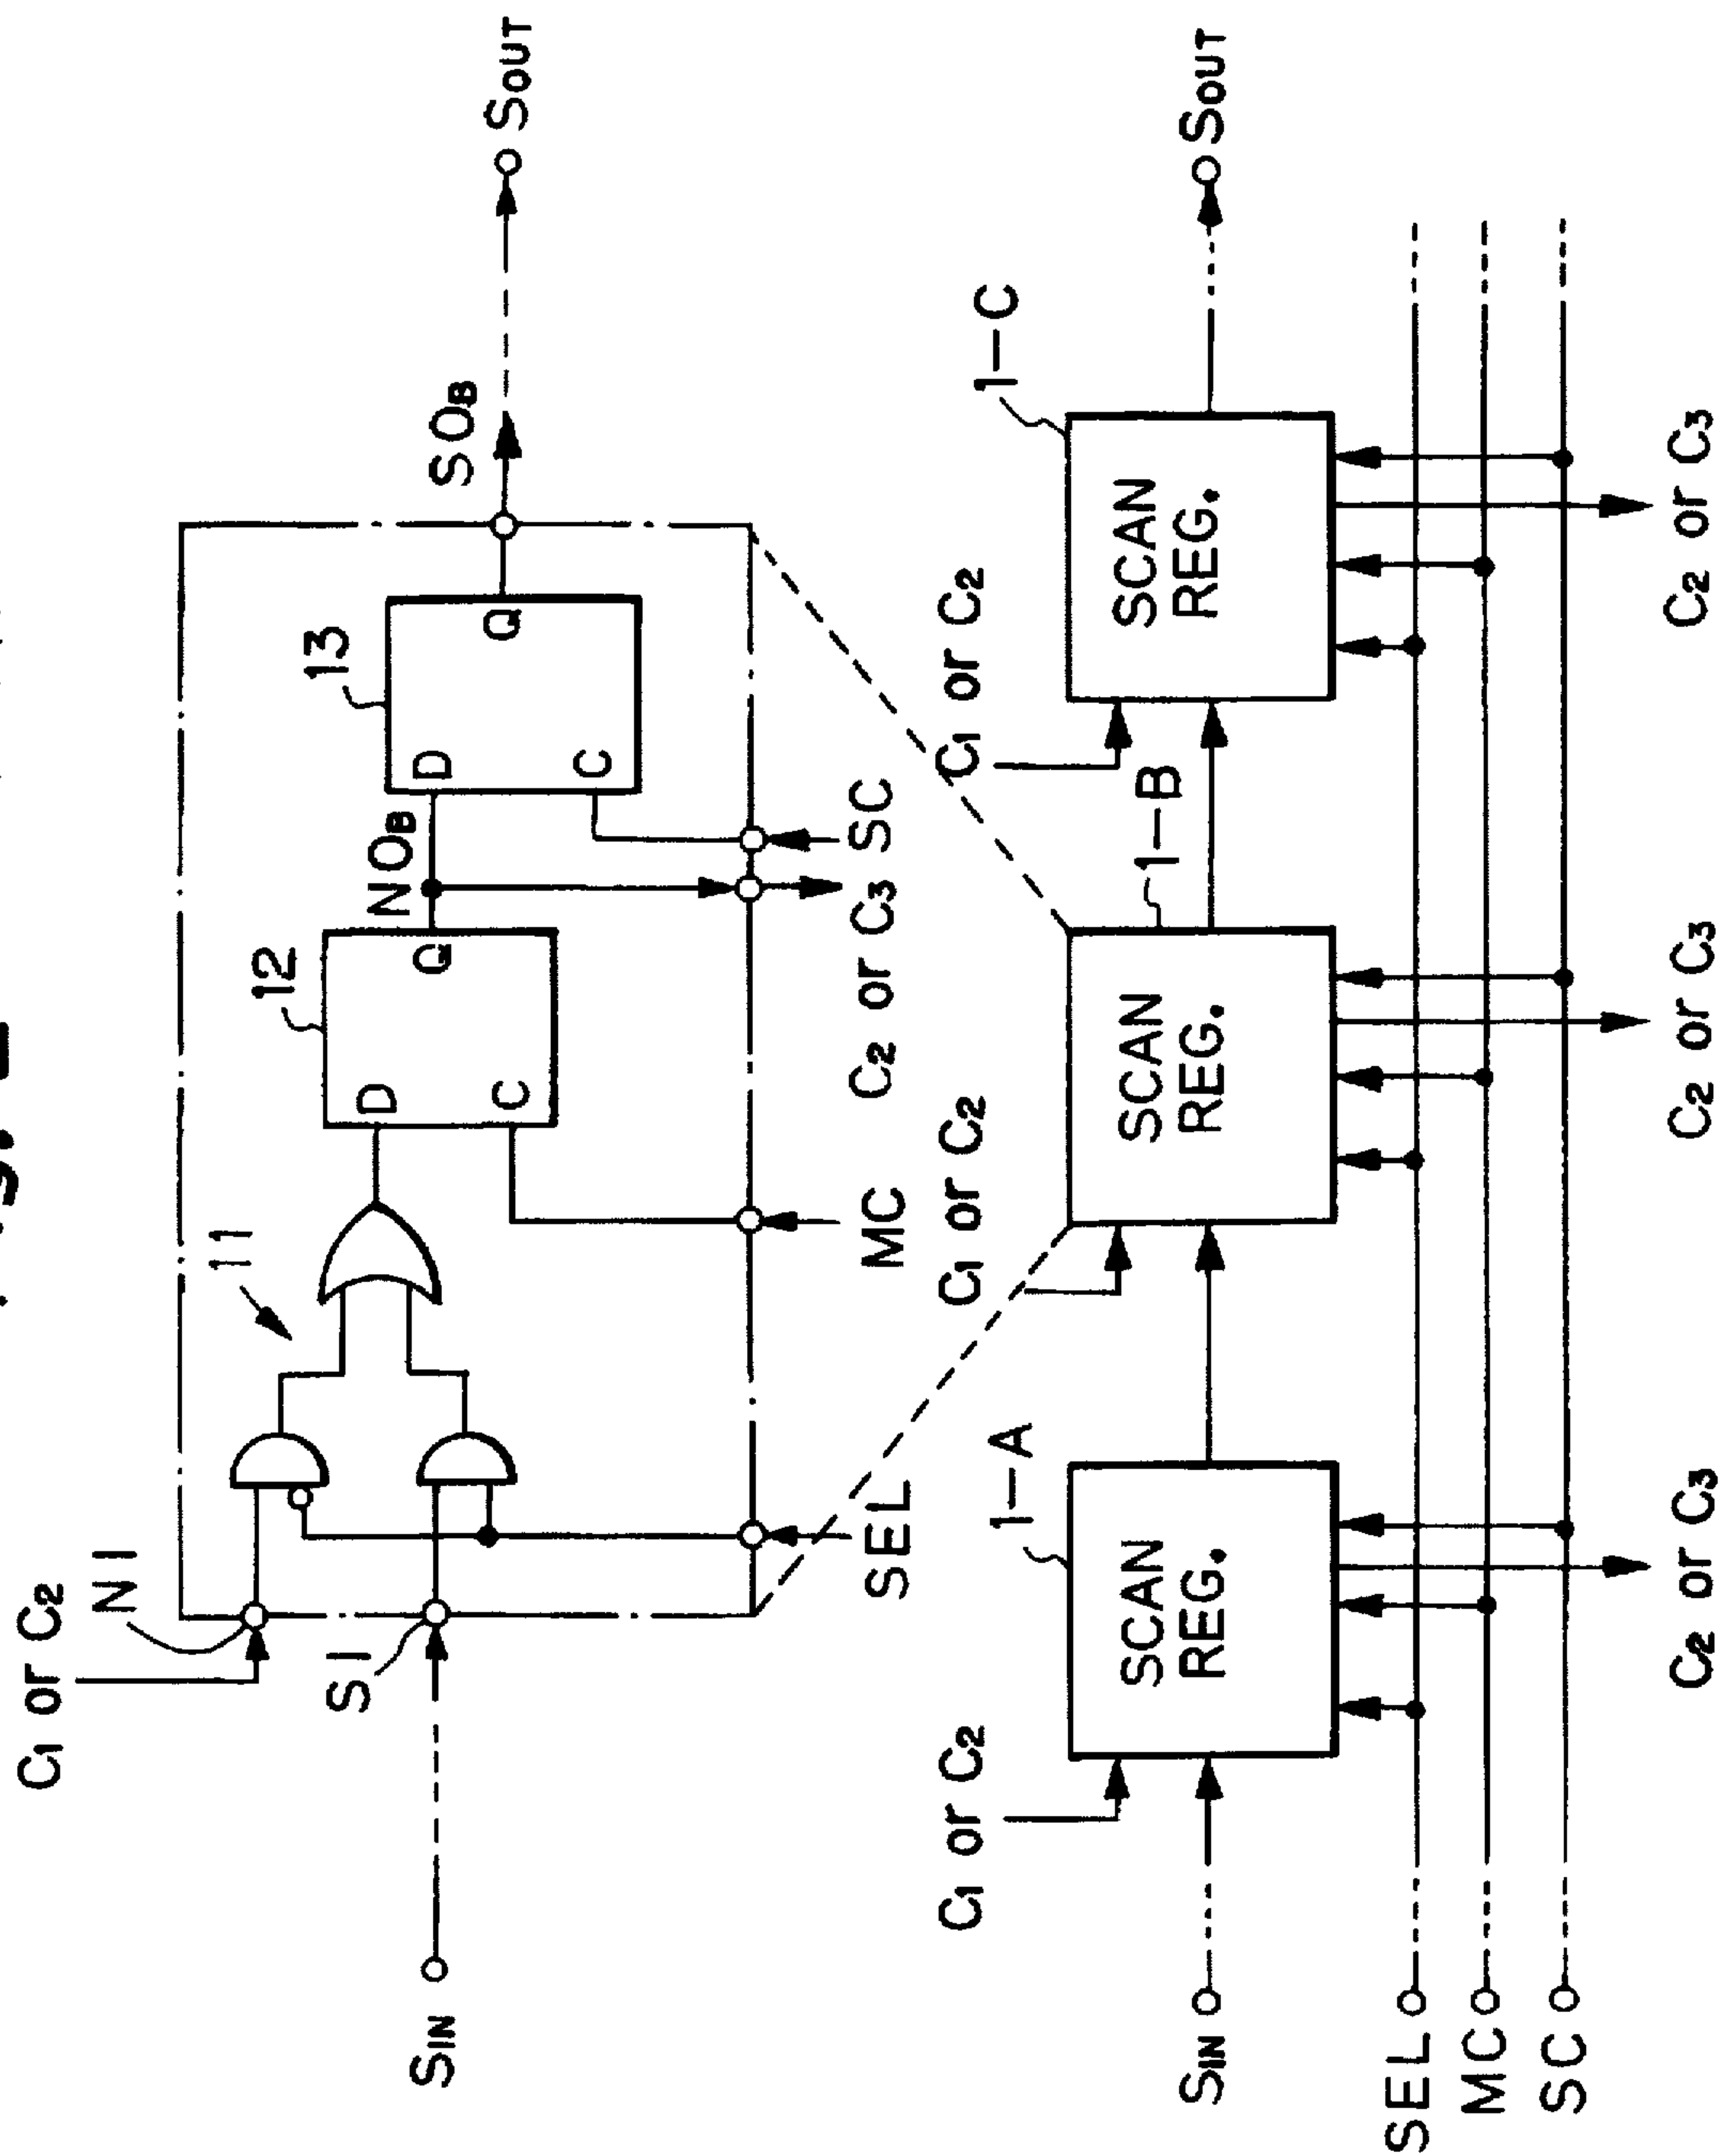 C1 or C2
NI
11
12
NOB
13
SOB
SIN
SI
D
Q
D
Q
SOUT
C
C
SEL
MC
C2 or C3
SC
C1 or C2
1-A
C1 or C2
1-B
C1 or C2
1-C
SIN
SCAN
REG.
SCAN
REG.
SCAN
REG.
SOUT
SEL
MC
SC
C2 or C3
C2 or C3
C2 or C3